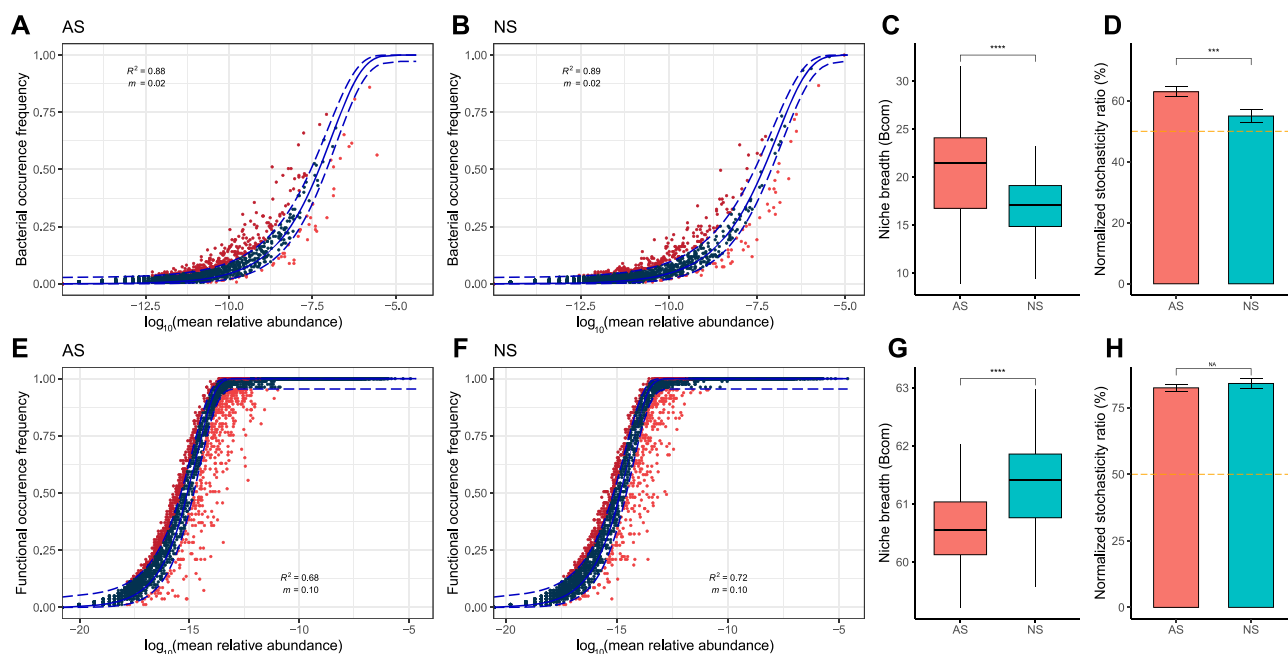 A AS
Bacterial occurence frequency
1.00
0.75
0.50
0.25
0.00
R² = 0.88
m = 0.02
-12.5 -10.0 -7.5 -5.0
log₁₀(mean relative abundance)
B NS
Bacterial occurence frequency
1.00
0.75
0.50
0.25
0.00
R² = 0.89
m = 0.02
-12.5 -10.0 -7.5 -5.0
log₁₀(mean relative abundance)
C
Niche breadth (Bcom)
****
30
25
20
15
10
AS NS
D
Normalized stochasticity ratio (%)
***
60
40
20
0
AS NS
E AS
Functional occurence frequency
1.00
0.75
0.50
0.25
0.00
R² = 0.68
m = 0.10
-20 -15 -10 -5
log₁₀(mean relative abundance)
F NS
Functional occurence frequency
1.00
0.75
0.50
0.25
0.00
R² = 0.72
m = 0.10
-20 -15 -10 -5
log₁₀(mean relative abundance)
G
Niche breadth (Bcom)
****
63
62
61
60
AS NS
H
Normalized stochasticity ratio (%)
NA
75
50
25
0
AS NS